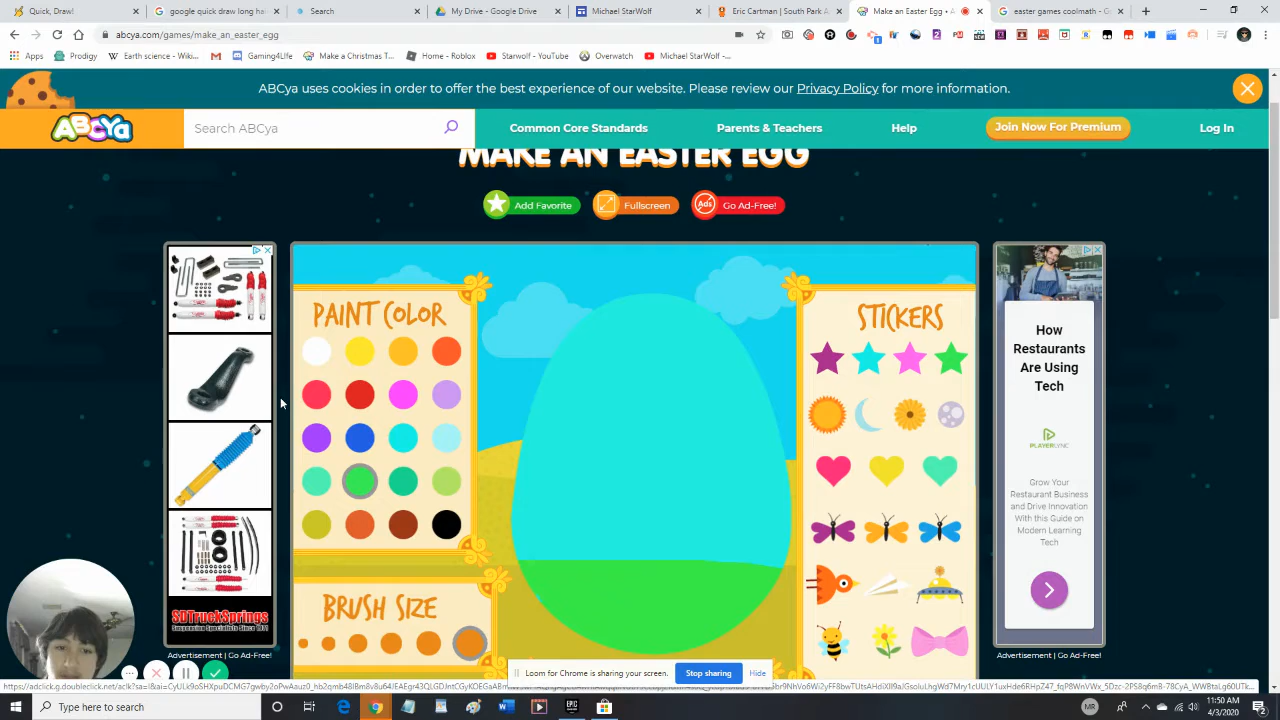 google quick draw long hai
Search
My Drive - Google Drive
Michael StarWolf
Eric Cartman | South Park A
Make an Easter Egg • A
easter games coolmath - G
abcya.com/games/make_an_easter_egg
Apps
Prodigy
Earth science - Wikip...
Gaming4Life
Make a Christmas T...
Home - Roblox
Starwolf - YouTube
Overwatch
Michael StarWolf -...
ABCya uses cookies in order to offer the best experience of our website. Please review our Privacy Policy for more information.
ABCYa
Search ABCya
Common Core Standards
Parents & Teachers
Help
Join Now For Premium
Log In
MAKE AN EASTER EGG
Add Favorite
Fullscreen
Ads
Go Ad-Free!
PAINT COLOR
STICKERS
BRUSH SIZE
SDTruckSprings
Suspension Specialists Since 1971
Advertisement | Go Ad-Free!
How
Restaurants
Are Using
Tech
PLAYERLYNC
Grow Your
Restaurant Business
and Drive Innovation
With this Guide on
Modern Learning
Tech
Advertisement | Go Ad-Free!
Loom for Chrome is sharing your screen.
Stop sharing
Hide
Type here to search
11:50 AM
4/3/2020